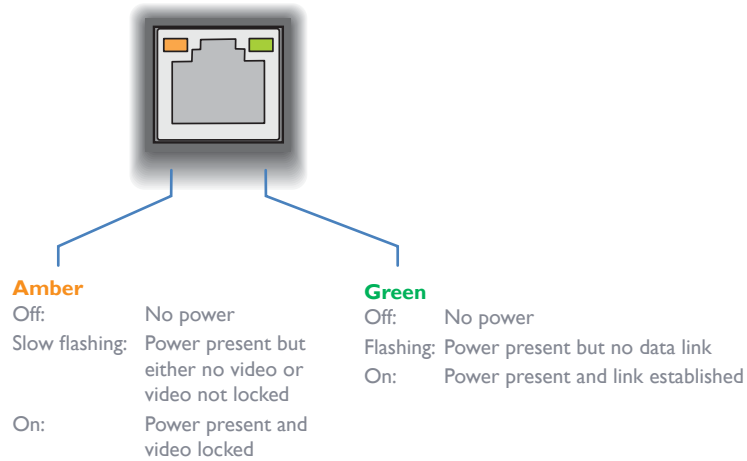 Amber
Off: No power
Slow flashing: Power present but
either no video or
video not locked
On: Power present and
video locked
Green
Off: No power
Flashing: Power present but no data link
On: Power present and link established